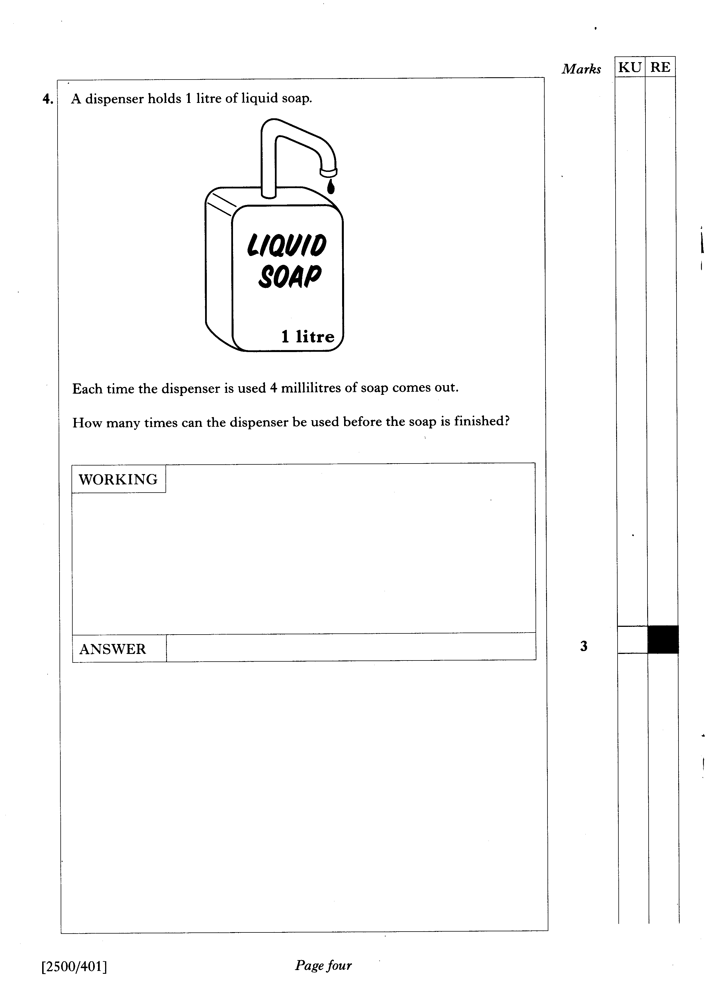 Marks
KU RE
4. A dispenser holds 1 litre of liquid soap.
LIQUID
SOAP
1 litre
Each time the dispenser is used 4 millilitres of soap comes out.
How many times can the dispenser be used before the soap is finished?
WORKING
ANSWER
3
[2500/401]
Page four